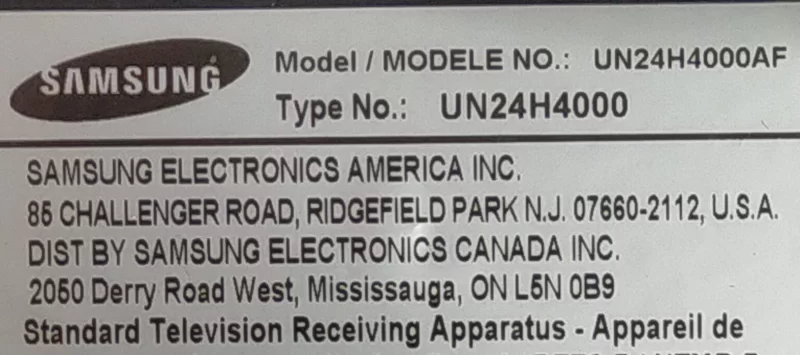 SAMSUNG
Model / MODELE NO.: UN24H4000AF
Type No.: UN24H4000
SAMSUNG ELECTRONICS AMERICA INC.
85 CHALLENGER ROAD, RIDGEFIELD PARK N.J. 07660-2112, U.S.A.
DIST BY SAMSUNG ELECTRONICS CANADA INC.
2050 Derry Road West, Mississauga, ON L5N 0B9
Standard Television Receiving Apparatus - Appareil de